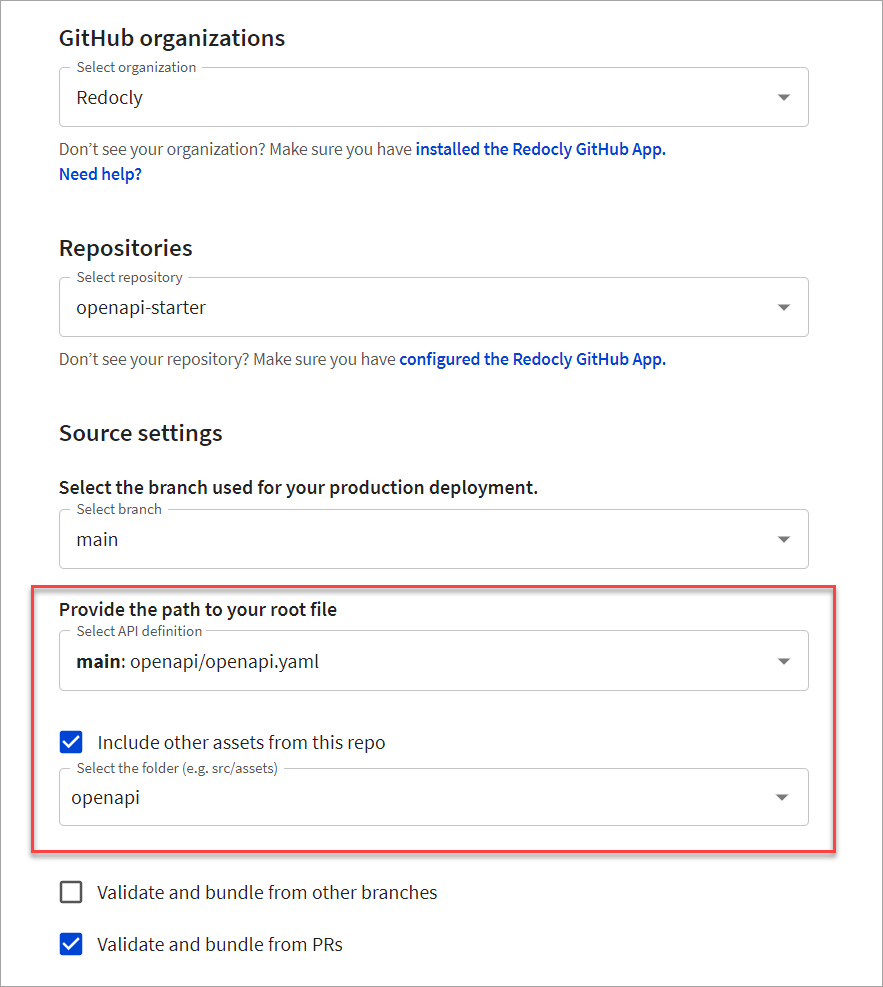 GitHub organizations
Select organization
Redocly
Don’t see your organization? Make sure you have installed the Redocly GitHub App.
Need help?
Repositories
Select repository
openapi-starter
Don’t see your repository? Make sure you have configured the Redocly GitHub App.
Source settings
Select the branch used for your production deployment.
Select branch
main
Provide the path to your root file
Select API definition
main: openapi/openapi.yaml
Include other assets from this repo
Select the folder (e.g. src/assets)
openapi
Validate and bundle from other branches
Validate and bundle from PRs